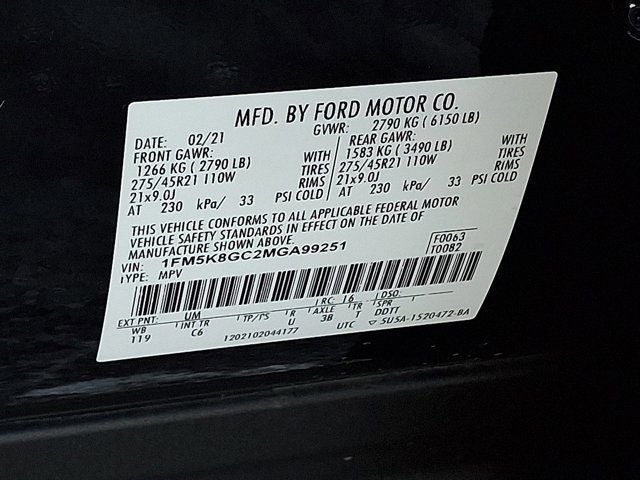 MFD. BY FORD MOTOR CO.
DATE: 02/21 GVWR: 2790 KG ( 6150 LB)
FRONT GAWR: REAR GAWR:
1266 KG ( 2790 LB) WITH 1583 KG ( 3490 LB) WITH
275/45R21 110W TIRES 275/45R21 110W TIRES
21x9.0J RIMS 21x9.0J RIMS
AT 230 kPa/ 33 PSI COLD AT 230 kPa/ 33 PSI COLD
THIS VEHICLE CONFORMS TO ALL APPLICABLE FEDERAL MOTOR
VEHICLE SAFETY STANDARDS IN EFFECT ON THE DATE OF
MANUFACTURE SHOWN ABOVE.
VIN: 1FM5K8GC2MGA99251 F0063
TYPE: MPV T0082
EXT PNT: UM RC: 16 DSO:
WB INT TR TP/PS R AXLE TR SPR
119 C6 U 3B T DDTT
1202102044177 UTC ▽ 5U5A-1520472-BA